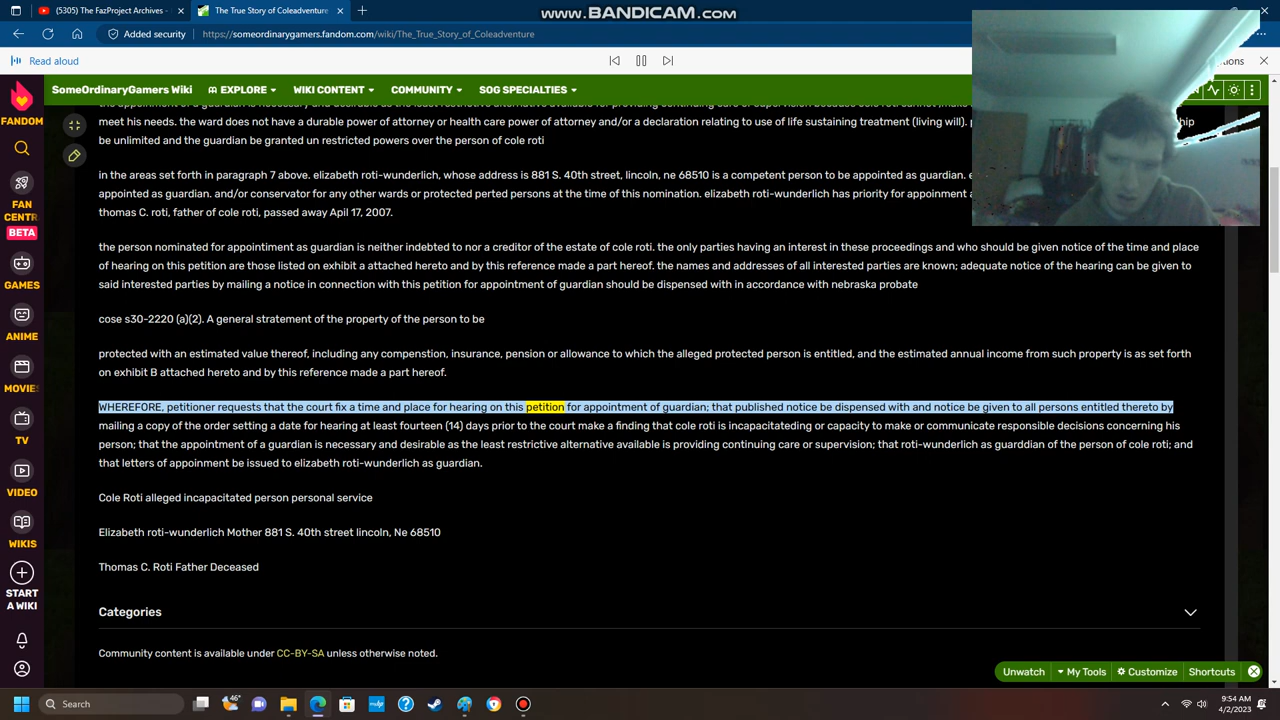 (5305) The FazProject Archives -
The True Story of Coleadventure
WWW.BANDICAM.COM
Added security
https://someordinarygamers.fandom.com/wiki/The_True_Story_of_Coleadventure
Read aloud
SomeOrdinaryGamers Wiki
EXPLORE
WIKI CONTENT
COMMUNITY
SOG SPECIALTIES
FANDOM
FAN
CENTR
BETA
GAMES
ANIME
MOVIES
TV
VIDEO
WIKIS
START
A WIKI
meet his needs. the ward does not have a durable power of attorney or health care power of attorney and/or a declaration relating to use of life sustaining treatment (living will).
be unlimited and the guardian be granted un restricted powers over the person of cole roti
in the areas set forth in paragraph 7 above. elizabeth roti-wunderlich, whose address is 881 S. 40th street, lincoln, ne 68510 is a competent person to be appointed as guardian.
appointed as guardian. and/or conservator for any other wards or protected perted persons at the time of this nomination. elizabeth roti-wunderlich has priority for appoinment
thomas C. roti, father of cole roti, passed away Apil 17, 2007.
the person nominated for appointiment as guardian is neither indebted to nor a creditor of the estate of cole roti. the only parties having an interest in these proceedings and who should be given notice of the time and place
of hearing on this petition are those listed on exhibit a attached hereto and by this reference made a part hereof. the names and addresses of all interested parties are known; adequate notice of the hearing can be given to
said interested parties by mailing a notice in connection with this petition for appointment of guardian should be dispensed with in accordance with nebraska probate
cose s30-2220 (a)(2). A general statement of the property of the person to be
protected with an estimated value thereof, including any compenstion, insurance, pension or allowance to which the alleged protected person is entitled, and the estimated annual income from such property is as set forth
on exhibit B attached hereto and by this reference made a part hereof.
WHEREFORE, petitioner requests that the court fix a time and place for hearing on this petition for appointment of guardian; that published notice be dispensed with and notice be given to all persons entitled thereto by
mailing a copy of the order setting a date for hearing at least fourteen (14) days prior to the court make a finding that cole roti is incapacitateding or capacity to make or communicate responsible decisions concerning his
person; that the appointment of a guardian is necessary and desirable as the least restrictive alternative available is providing continuing care or supervision; that roti-wunderlich as garddian of the person of cole roti; and
that letters of appoinment be issued to elizabeth roti-wunderlich as guardian.
Cole Roti alleged incapacitated person personal service
Elizabeth roti-wunderlich Mother 881 S. 40th street lincoln, Ne 68510
Thomas C. Roti Father Deceased
Categories
Community content is available under CC-BY-SA unless otherwise noted.
Unwatch
My Tools
Customize
Shortcuts
Search
46°
9:54 AM
4/2/2023